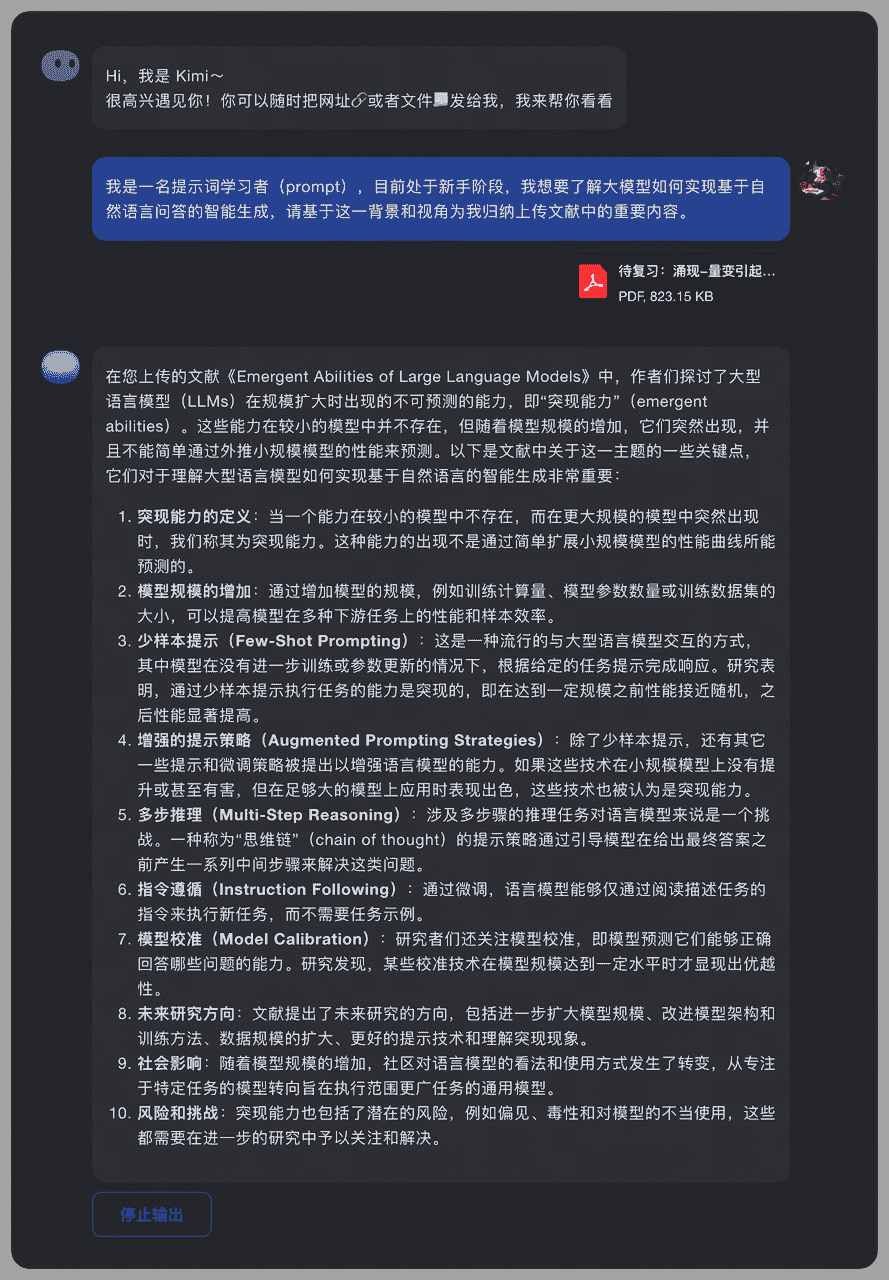 Hi，我是 Kimi～
很高兴遇见你！你可以随时把网址🔗或者文件📃发给我，我来帮你看看
我是一名提示词学习者（prompt），目前处于新手阶段，我想要了解大模型如何实现基于自
然语言问答的智能生成，请基于这一背景和视角为我归纳上传文献中的重要内容。
待复习：涌现-量变引起...
PDF, 823.15 KB
在您上传的文献《Emergent Abilities of Large Language Models》中，作者们探讨了大型
语言模型（LLMs）在规模扩大时出现的不可预测的能力，即“突现能力”（emergent
abilities）。这些能力在较小的模型中并不存在，但随着模型规模的增加，它们突然出现，并
且不能简单通过外推小规模模型的性能来预测。以下是文献中关于这一主题的一些关键点，
它们对于理解大型语言模型如何实现基于自然语言的智能生成非常重要：
1. 突现能力的定义：当一个能力在较小的模型中不存在，而在更大规模的模型中突然出现
时，我们称其为突现能力。这种能力的出现不是通过简单扩展小规模模型的性能曲线所能
预测的。
2. 模型规模的增加：通过增加模型的规模，例如训练计算量、模型参数数量或训练数据集的
大小，可以提高模型在多种下游任务上的性能和样本效率。
3. 少样本提示（Few-Shot Prompting）：这是一种流行的与大型语言模型交互的方式，
其中模型在没有进一步训练或参数更新的情况下，根据给定的任务提示完成响应。研究表
明，通过少样本提示执行任务的能力是突现的，即在达到一定规模之前性能接近随机，之
后性能显著提高。
4. 增强的提示策略（Augmented Prompting Strategies）：除了少样本提示，还有其它
一些提示和微调策略被提出以增强语言模型的能力。如果这些技术在小规模模型上没有提
升或甚至有害，但在足够大的模型上应用时表现出色，这些技术也被认为是突现能力。
5. 多步推理（Multi-Step Reasoning）：涉及多步骤的推理任务对语言模型来说是一个挑
战。一种称为“思维链”（chain of thought）的提示策略通过引导模型在给出最终答案之
前产生一系列中间步骤来解决这类问题。
6. 指令遵循（Instruction Following）：通过微调，语言模型能够仅通过阅读描述任务的
指令来执行新任务，而不需要任务示例。
7. 模型校准（Model Calibration）：研究者们还关注模型校准，即模型预测它们能够正确
回答哪些问题的能力。研究发现，某些校准技术在模型规模达到一定水平时才显现出优越
性。
8. 未来研究方向：文献提出了未来研究的方向，包括进一步扩大模型规模、改进模型架构和
训练方法、数据规模的扩大、更好的提示技术和理解突现现象。
9. 社会影响：随着模型规模的增加，社区对语言模型的看法和使用方式发生了转变，从专注
于特定任务的模型转向旨在执行范围更广任务的通用模型。
10. 风险和挑战：突现能力也包括了潜在的风险，例如偏见、毒性和对模型的不当使用，这些
都需要在进一步的研究中予以关注和解决。
停止输出